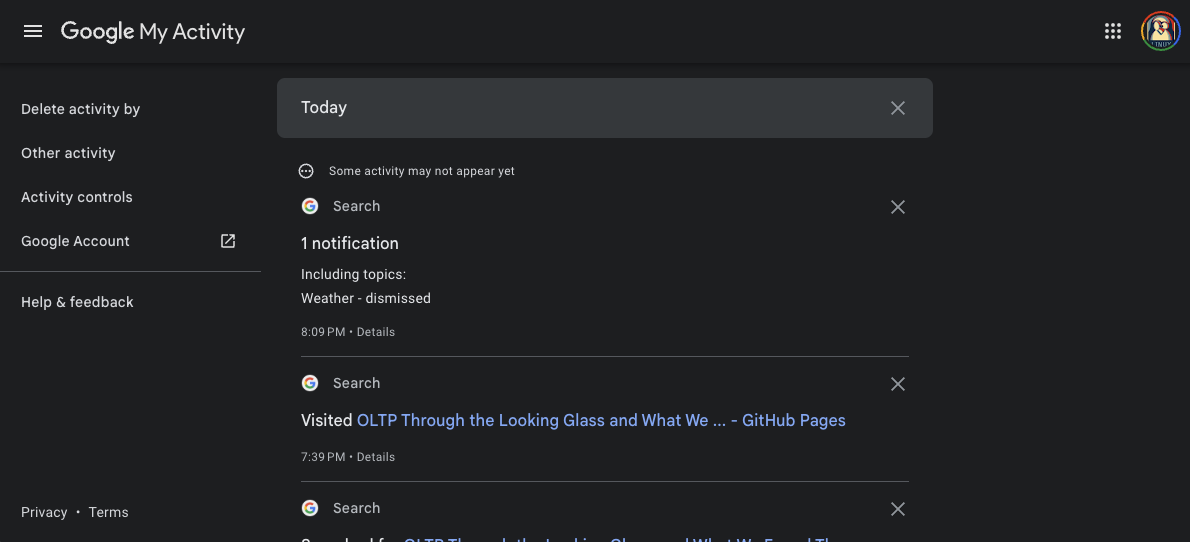 Google My Activity
Delete activity by
Other activity
Activity controls
Google Account
Help & feedback
Privacy • Terms
Today
Some activity may not appear yet
Search
1 notification
Including topics:
Weather - dismissed
8:09 PM • Details
Search
Visited OLTP Through the Looking Glass and What We ... - GitHub Pages
7:39 PM • Details
Search